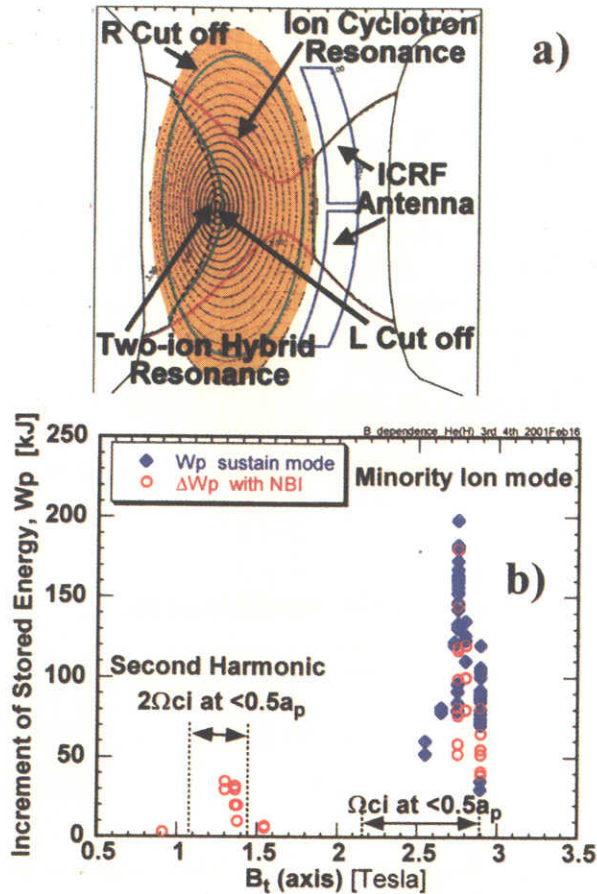 R Cut off
Ion Cyclotron
Resonance
a)
ICRF
Antenna
Two-ion Hybrid
Resonance
L Cut off
B dependence He(H) 3rd 4th 2001Feb16
Increment of Stored Energy, Wp [kJ]
250
200
150
100
50
0
Wp sustain mode
ΔWp with NBI
Minority Ion mode
b)
Second Harmonic
2Ωci at <0.5ap
Ωci at <0.5ap
0.5 1 1.5 2 2.5 3 3.5
Bt (axis) [Tesla]